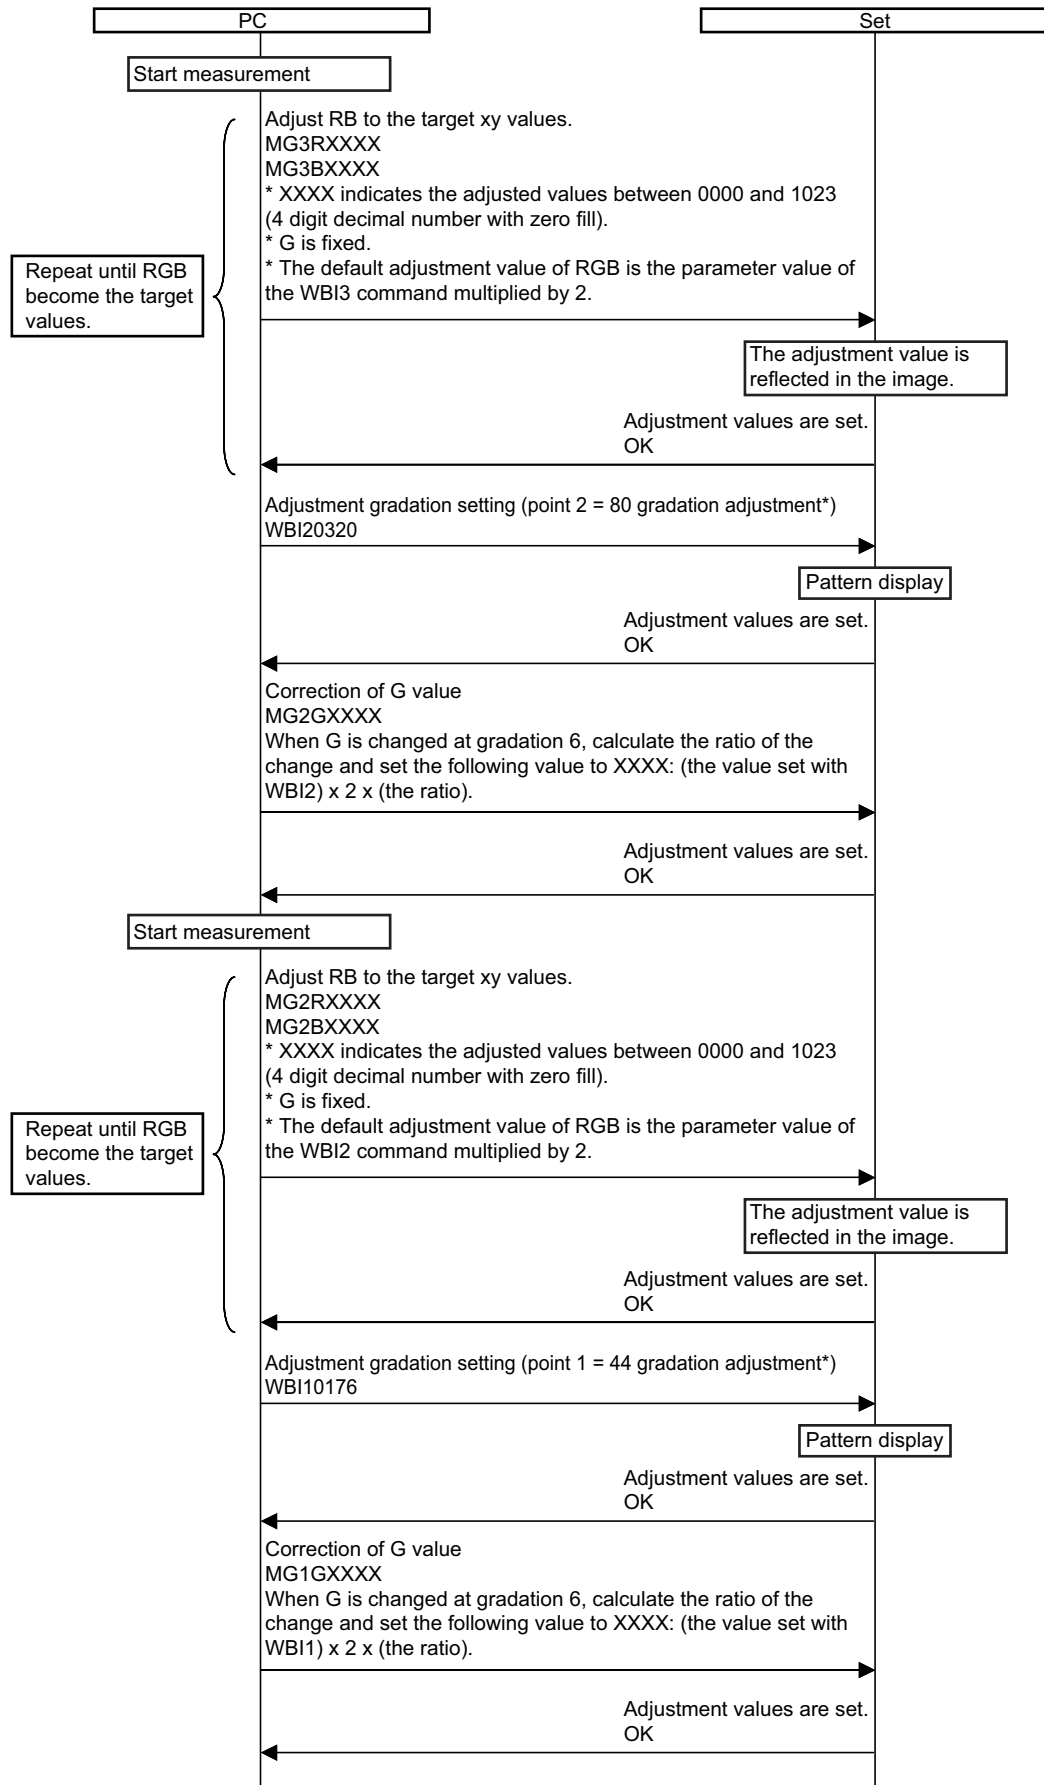 PC
Set
Start measurement
Adjust RB to the target xy values.
MG3RXXXX
MG3BXXXX
* XXXX indicates the adjusted values between 0000 and 1023
(4 digit decimal number with zero fill).
* G is fixed.
* The default adjustment value of RGB is the parameter value of
the WBI3 command multiplied by 2.
Repeat until RGB
become the target
values.
The adjustment value is
reflected in the image.
Adjustment values are set.
OK
Adjustment gradation setting (point 2 = 80 gradation adjustment*)
WBI20320
Pattern display
Adjustment values are set.
OK
Correction of G value
MG2GXXXX
When G is changed at gradation 6, calculate the ratio of the
change and set the following value to XXXX: (the value set with
WBI2) x 2 x (the ratio).
Adjustment values are set.
OK
Start measurement
Adjust RB to the target xy values.
MG2RXXXX
MG2BXXXX
* XXXX indicates the adjusted values between 0000 and 1023
(4 digit decimal number with zero fill).
* G is fixed.
* The default adjustment value of RGB is the parameter value of
the WBI2 command multiplied by 2.
Repeat until RGB
become the target
values.
The adjustment value is
reflected in the image.
Adjustment values are set.
OK
Adjustment gradation setting (point 1 = 44 gradation adjustment*)
WBI10176
Pattern display
Adjustment values are set.
OK
Correction of G value
MG1GXXXX
When G is changed at gradation 6, calculate the ratio of the
change and set the following value to XXXX: (the value set with
WBI1) x 2 x (the ratio).
Adjustment values are set.
OK